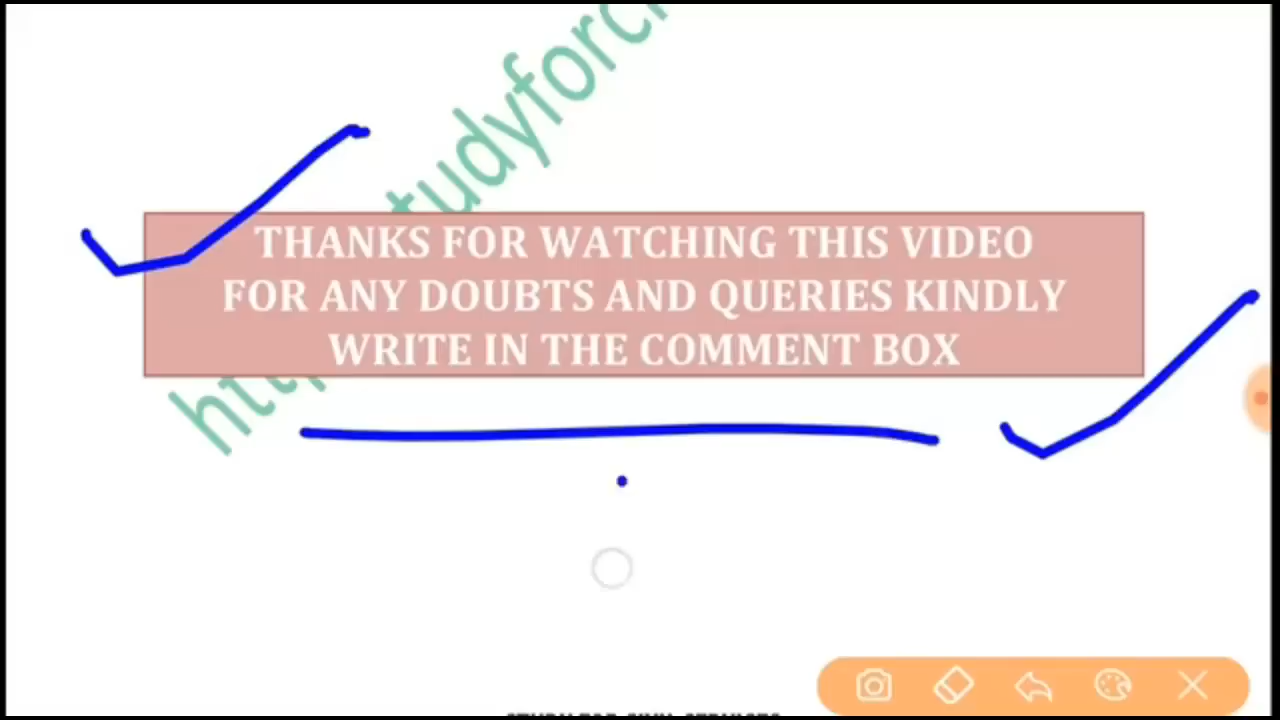 THANKS FOR WATCHING THIS VIDEO
FOR ANY DOUBTS AND QUERIES KINDLY
WRITE IN THE COMMENT BOX